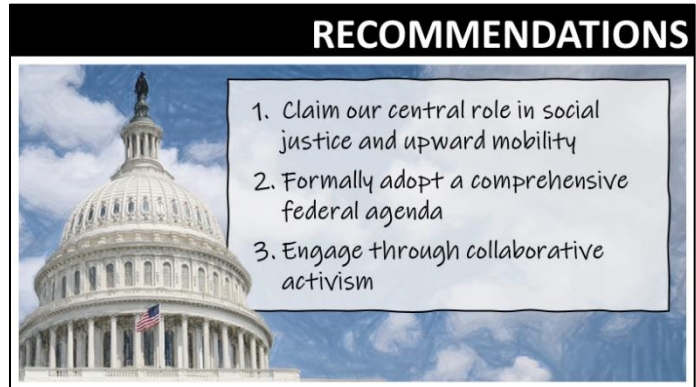 RECOMMENDATIONS
1. Claim our central role in social
justice and upward mobility
2. Formally adopt a comprehensive
federal agenda
3. Engage through collaborative
activism